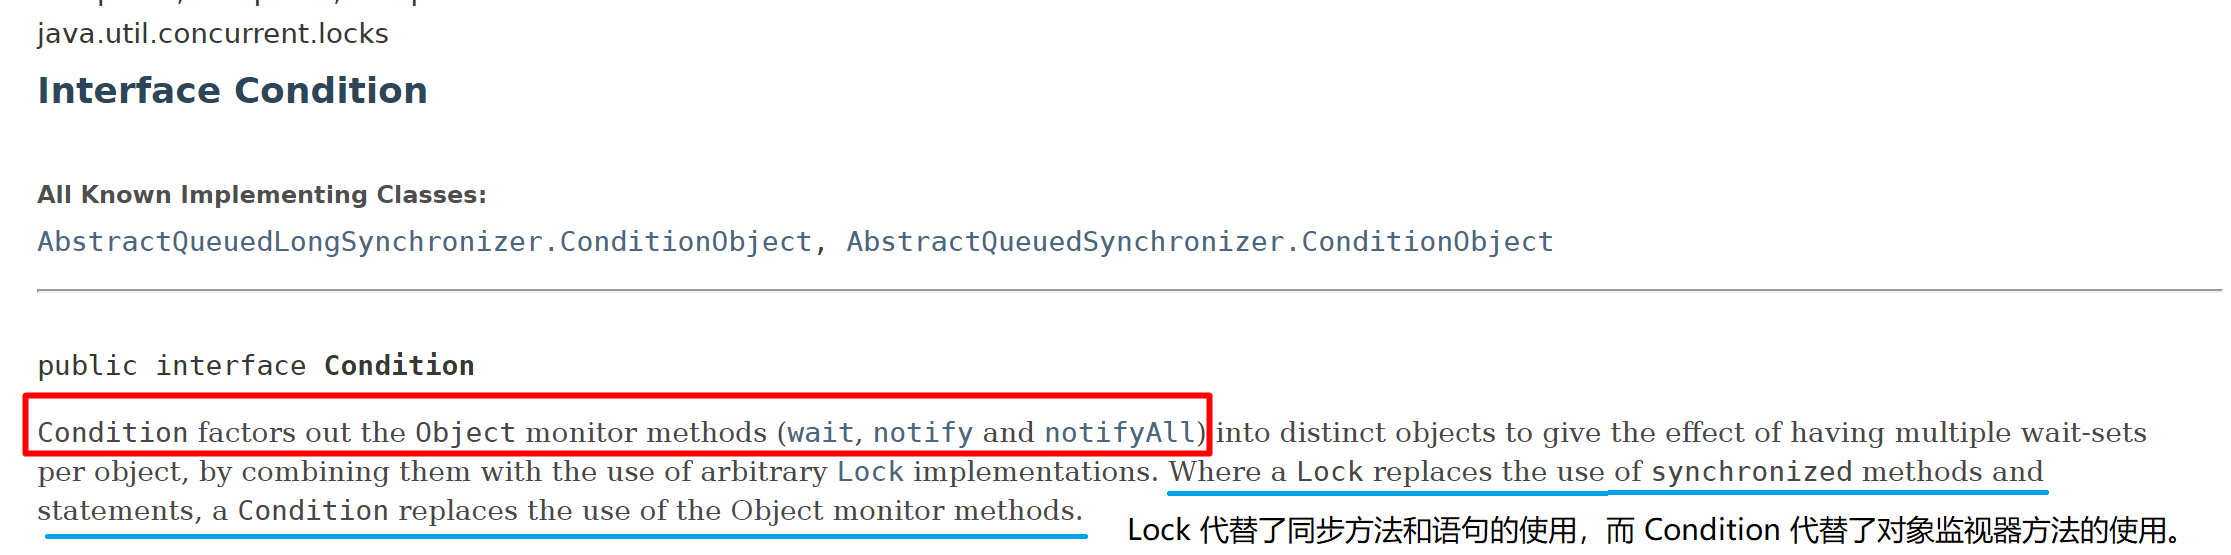 java.util.concurrent.locks
Interface Condition
All Known Implementing Classes:
AbstractQueuedLongSynchronizer.ConditionObject, AbstractQueuedSynchronizer.ConditionObject
public interface Condition
Condition factors out the Object monitor methods (wait, notify and notifyAll) into distinct objects to give the effect of having multiple wait-sets
per object, by combining them with the use of arbitrary Lock implementations. Where a Lock replaces the use of synchronized methods and
statements, a Condition replaces the use of the Object monitor methods.
Lock 代替了同步方法和语句的使用，而 Condition 代替了对象监视器方法的使用。